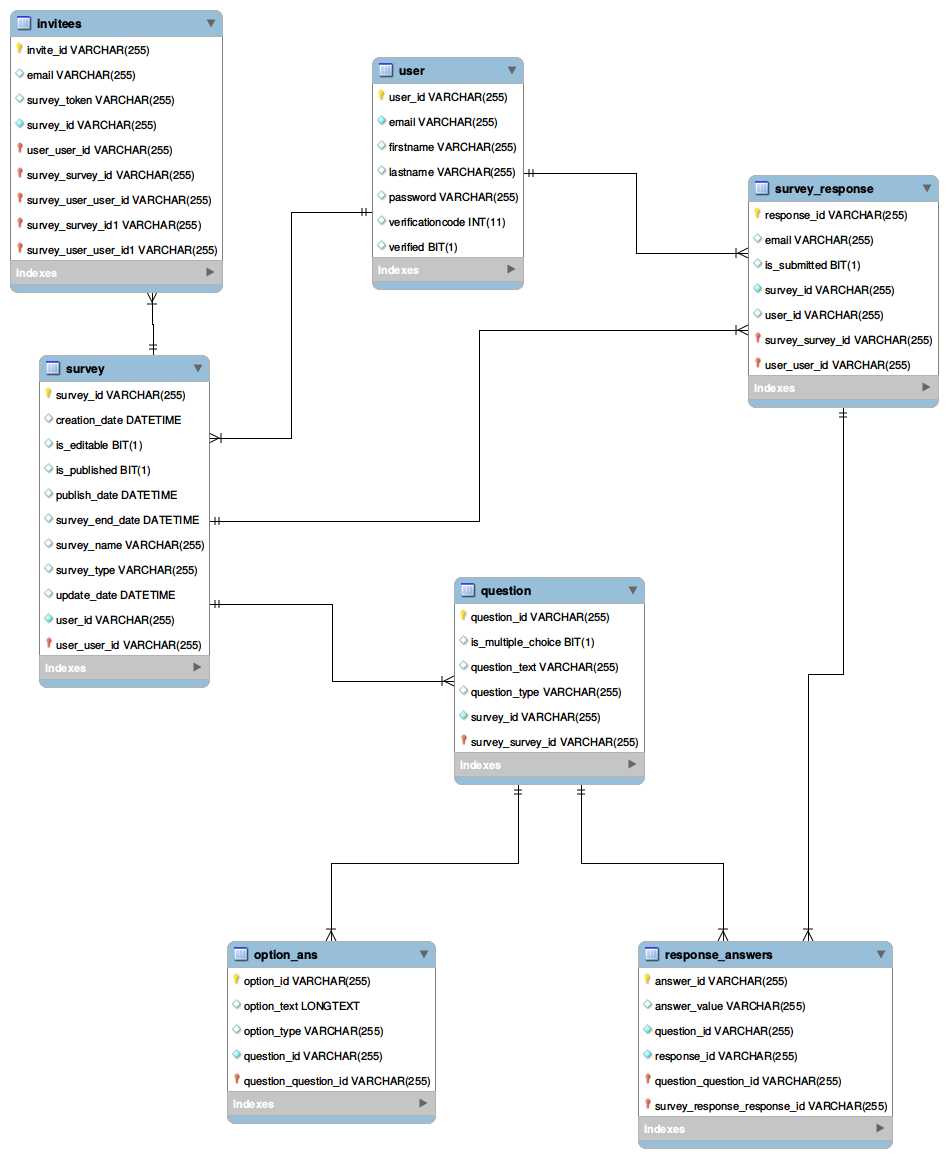 invitees
invite_id VARCHAR(255)
email VARCHAR(255)
survey_token VARCHAR(255)
survey_id VARCHAR(255)
user_user_id VARCHAR(255)
survey_survey_id VARCHAR(255)
survey_user_user_id VARCHAR(255)
survey_survey_id1 VARCHAR(255)
survey_user_user_id1 VARCHAR(255)
Indexes
user
user_id VARCHAR(255)
email VARCHAR(255)
firstname VARCHAR(255)
lastname VARCHAR(255)
password VARCHAR(255)
verificationcode INT(11)
verified BIT(1)
Indexes
survey_response
response_id VARCHAR(255)
email VARCHAR(255)
is_submitted BIT(1)
survey_id VARCHAR(255)
user_id VARCHAR(255)
survey_survey_id VARCHAR(255)
user_user_id VARCHAR(255)
Indexes
survey
survey_id VARCHAR(255)
creation_date DATETIME
is_editable BIT(1)
is_published BIT(1)
publish_date DATETIME
survey_end_date DATETIME
survey_name VARCHAR(255)
survey_type VARCHAR(255)
update_date DATETIME
user_id VARCHAR(255)
user_user_id VARCHAR(255)
Indexes
question
question_id VARCHAR(255)
is_multiple_choice BIT(1)
question_text VARCHAR(255)
question_type VARCHAR(255)
survey_id VARCHAR(255)
survey_survey_id VARCHAR(255)
Indexes
option_ans
option_id VARCHAR(255)
option_text LONGTEXT
option_type VARCHAR(255)
question_id VARCHAR(255)
question_question_id VARCHAR(255)
Indexes
response_answers
answer_id VARCHAR(255)
answer_value VARCHAR(255)
question_id VARCHAR(255)
response_id VARCHAR(255)
question_question_id VARCHAR(255)
survey_response_response_id VARCHAR(255)
Indexes